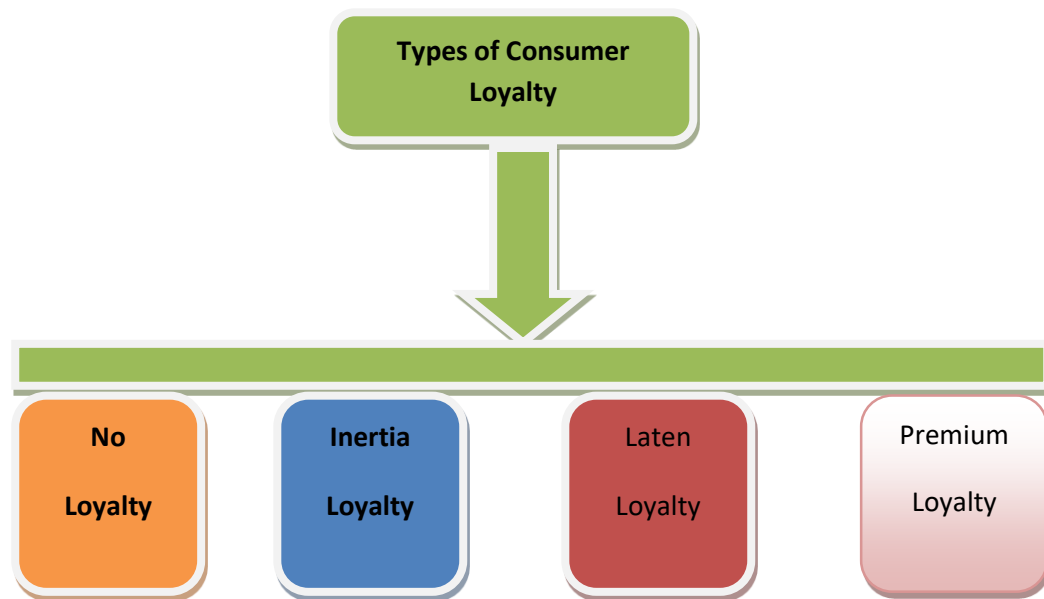 Types of Consumer
Loyalty
No
Loyalty
Inertia
Loyalty
Laten
Loyalty
Premium
Loyalty